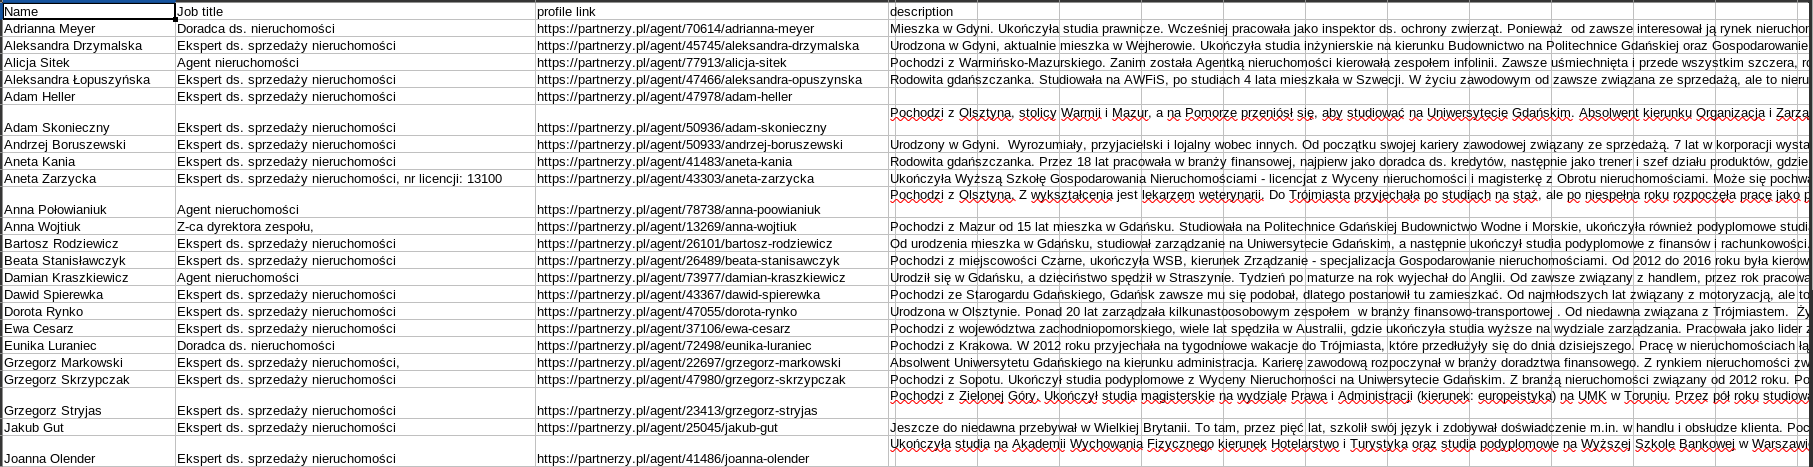 Name Job title profile link description
Adrianna Meyer Doradca ds. nieruchomości https://partnerzy.pl/agent/70614/adrianna-meyer Mieszka w Gdyni. Ukończyła studia prawnicze. Wcześniej pracowała jako inspektor ds. ochrony zwierząt. Ponieważ  od zawsze interesował ją rynek nieruchom
Aleksandra Drzymalska Ekspert ds. sprzedaży nieruchomości https://partnerzy.pl/agent/45745/aleksandra-drzymalska Urodzona w Gdyni, aktualnie mieszka w Wejherowie. Ukończyła studia inżynierskie na kierunku Budownictwo na Politechnice Gdańskiej oraz Gospodarowanie
Alicja Sitek Agent nieruchomości https://partnerzy.pl/agent/77913/alicja-sitek Pochodzi z Warmińsko-Mazurskiego. Zanim została Agentką nieruchomości kierowała zespołem infolinii. Zawsze uśmiechnięta i przede wszystkim szczera, ro
Aleksandra Łopuszyńska Ekspert ds. sprzedaży nieruchomości https://partnerzy.pl/agent/47466/aleksandra-opuszynska Rodowita gdańszczanka. Studiowała na AWFiS, po studiach 4 lata mieszkała w Szwecji. W życiu zawodowym od zawsze związana ze sprzedażą, ale to nieru
Adam Heller Ekspert ds. sprzedaży nieruchomości https://partnerzy.pl/agent/47978/adam-heller
Pochodzi z Olsztyna, stolicy Warmii i Mazur, a na Pomorze przeniósł się, aby studiować na Uniwersytecie Gdańskim. Absolwent kierunku Organizacja i Zarzą
Adam Skonieczny Ekspert ds. sprzedaży nieruchomości https://partnerzy.pl/agent/50936/adam-skonieczny
Andrzej Boruszewski Ekspert ds. sprzedaży nieruchomości https://partnerzy.pl/agent/50933/andrzej-boruszewski Urodzony w Gdyni.  Wyrozumiały, przyjacielski i lojalny wobec innych. Od początku swojej kariery zawodowej związany ze sprzedażą. 7 lat w korporacji wysta
Aneta Kania Ekspert ds. sprzedaży nieruchomości https://partnerzy.pl/agent/41483/aneta-kania Rodowita gdańszczanka. Przez 18 lat pracowała w branży finansowej, najpierw jako doradca ds. kredytów, następnie jako trener i szef działu produktów, gdzie
Aneta Zarzycka Ekspert ds. sprzedaży nieruchomości, nr licencji: 13100 https://partnerzy.pl/agent/43303/aneta-zarzycka Ukończyła Wyższą Szkołę Gospodarowania Nieruchomościami - licencjat z Wyceny nieruchomości i magisterkę z Obrotu nieruchomościami. Może się pochwa
Pochodzi z Olsztyna. Z wykształcenia jest lekarzem weterynarii. Do Trójmiasta przyjechała po studiach na staż, ale po niespełna roku rozpoczęła pracę jako p
Anna Połowianiuk Agent nieruchomości https://partnerzy.pl/agent/78738/anna-poowianiuk
Anna Wojtiuk Z-ca dyrektora zespołu, https://partnerzy.pl/agent/13269/anna-wojtiuk Pochodzi z Mazur od 15 lat mieszka w Gdańsku. Studiowała na Politechnice Gdańskiej Budownictwo Wodne i Morskie, ukończyła również podyplomowe studi
Bartosz Rodziewicz Ekspert ds. sprzedaży nieruchomości https://partnerzy.pl/agent/26101/bartosz-rodziewicz Od urodzenia mieszka w Gdańsku, studiował zarządzanie na Uniwersytecie Gdańskim, a następnie ukończył studia podyplomowe z finansów i rachunkowości.
Beata Stanisawczyk Ekspert ds. sprzedaży nieruchomości https://partnerzy.pl/agent/26489/beata-stanisawczyk Pochodzi z miejscowości Czarne, ukończyła WSB, kierunek Zrządzanie - specjalizacja Gospodarowanie nieruchomościami. Od 2012 do 2016 roku była kierow
Damian Kraszkiewicz Agent nieruchomości https://partnerzy.pl/agent/73977/damian-kraszkiewicz Urodził się w Gdańsku, a dzieciństwo spędził w Straszynie. Tydzień po maturze na rok wyjechał do Anglii. Od zawsze związany z handlem, przez rok pracowa
Dawid Spierewka Ekspert ds. sprzedaży nieruchomości https://partnerzy.pl/agent/43367/dawid-spierewka Pochodzi ze Starogardu Gdańskiego, Gdańsk zawsze mu się podobał, dlatego postanowił tu zamieszkać. Od najmłodszych lat związany z motoryzacją, ale to
Dorota Rynko Ekspert ds. sprzedaży nieruchomości https://partnerzy.pl/agent/47055/dorota-rynko Urodzona w Olsztynie. Ponad 20 lat zarządzała kilkunastoosobowym zespołem  w branży finansowo-transportowej . Od niedawna związana z Trójmiastem.  Ży
Ewa Cesarz Ekspert ds. sprzedaży nieruchomości https://partnerzy.pl/agent/37106/ewa-cesarz Pochodzi z województwa zachodniopomorskiego, wiele lat spędziła w Australii, gdzie ukończyła studia wyższe na wydziale zarządzania. Pracowała jako lider z
Eunika Luraniec Doradca ds. nieruchomości https://partnerzy.pl/agent/72498/eunika-luraniec Pochodzi z Krakowa. W 2012 roku przyjechała na tygodniowe wakacje do Trójmiasta, które przedłużyły się do dnia dzisiejszego. Pracę w nieruchomościach łą
Grzegorz Markowski Ekspert ds. sprzedaży nieruchomości, https://partnerzy.pl/agent/22697/grzegorz-markowski Absolwent Uniwersytetu Gdańskiego na kierunku administracja. Karierę zawodową rozpoczynał w branży doradztwa finansowego. Z rynkiem nieruchomości zw
Grzegorz Skrzypczak Ekspert ds. sprzedaży nieruchomości https://partnerzy.pl/agent/47980/grzegorz-skrzypczak Pochodzi z Sopotu. Ukończył studia podyplomowe z Wyceny Nieruchomości na Uniwersytecie Gdańskim. Z branżą nieruchomości związany od 2012 roku. Po
Pochodzi z Zielonej Góry. Ukończył studia magisterskie na wydziale Prawa i Administracji (kierunek: europeistyka) na UMK w Toruniu. Przez pół roku studiowa
Grzegorz Stryjas Ekspert ds. sprzedaży nieruchomości https://partnerzy.pl/agent/23413/grzegorz-stryjas
Jakub Gut Ekspert ds. sprzedaży nieruchomości https://partnerzy.pl/agent/25045/jakub-gut Jeszcze do niedawna przebywał w Wielkiej Brytanii. To tam, przez pięć lat, szkolił swój język i zdobywał doświadczenie m.in. w handlu i obsłudze klienta. Poc
Ukończyła studia na Akademii Wychowania Fizycznego kierunek Hotelarstwo i Turystyka oraz studia podyplomowe na Wyższej Szkole Bankowej w Warszawi
Joanna Olender Ekspert ds. sprzedaży nieruchomości https://partnerzy.pl/agent/41486/joanna-olender